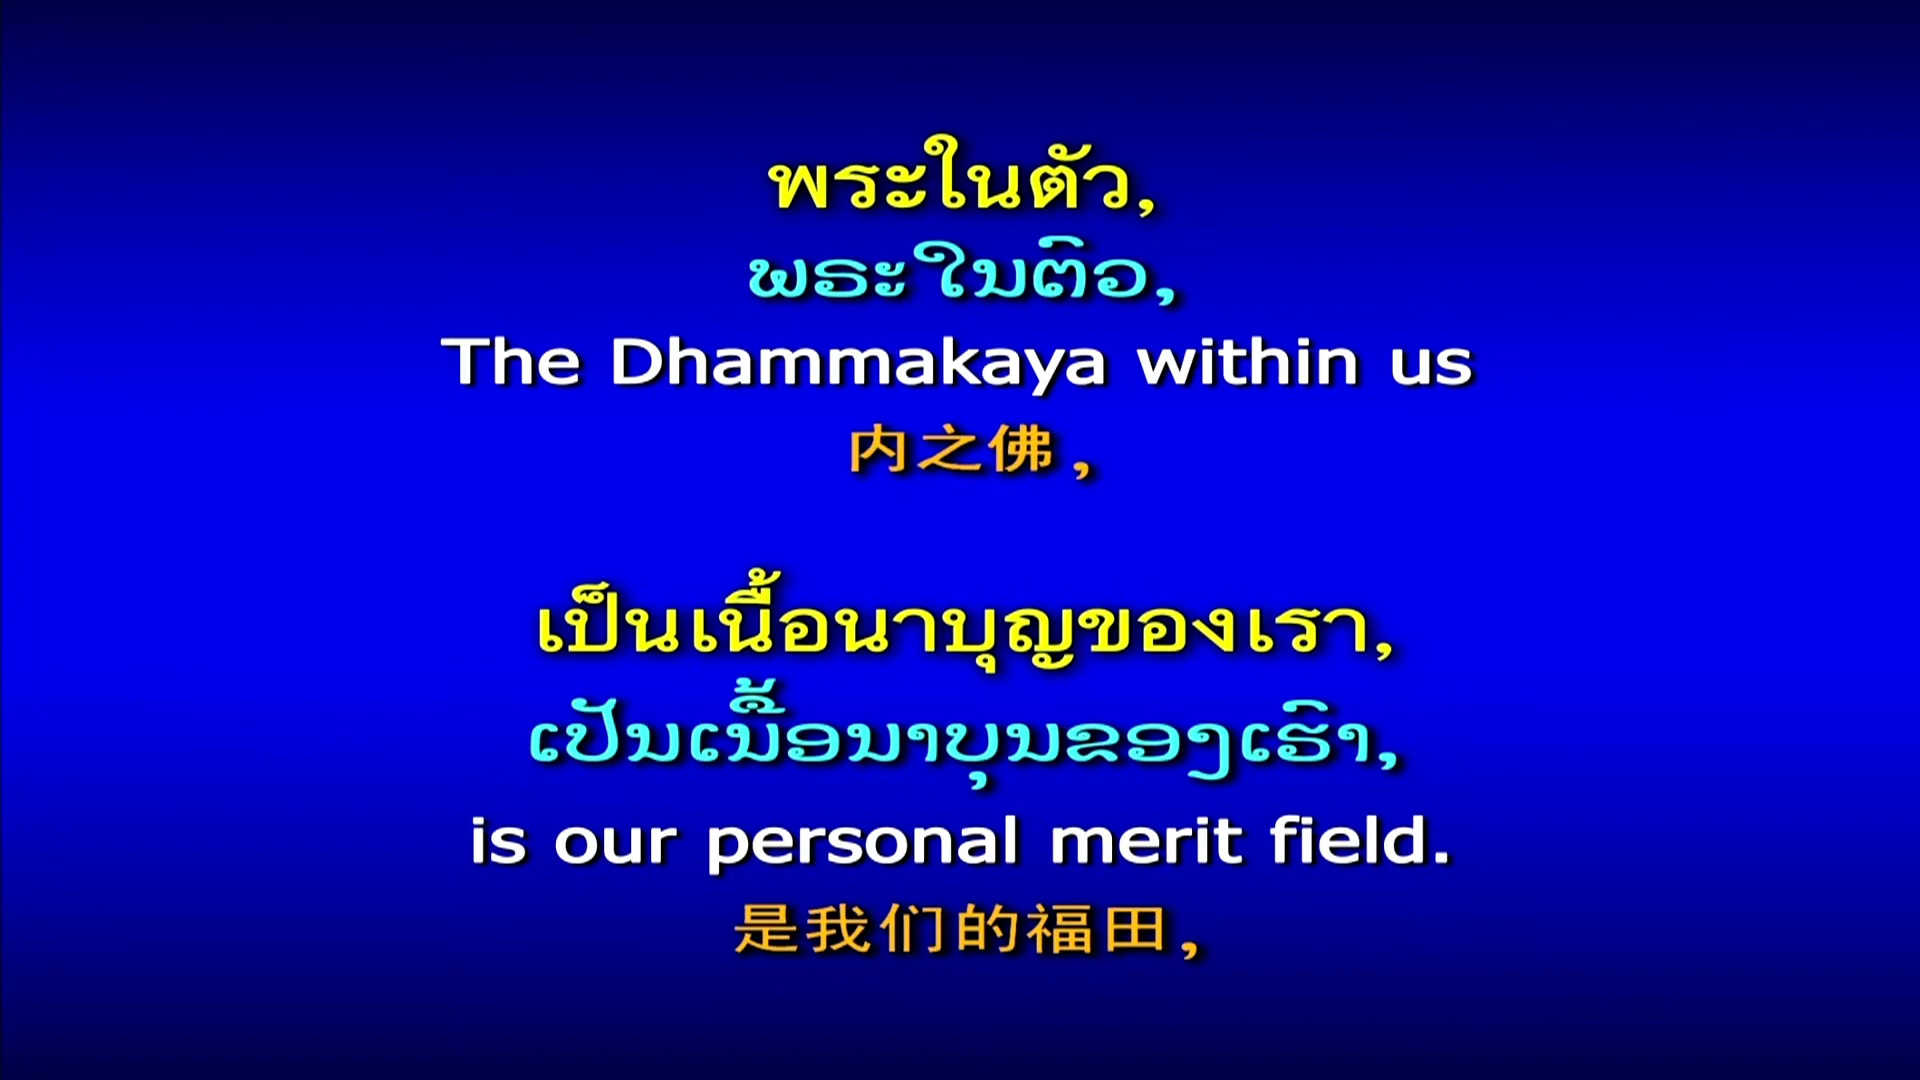 พระในตัว,
ພຣະໃນຕົວ,
The Dhammakaya within us
内之佛,
เป็นเนื้อนาบุญของเรา,
ເປັນເນື້ອນາບຸນຂອງເຮົາ,
is our personal merit field.
是我们的福田,